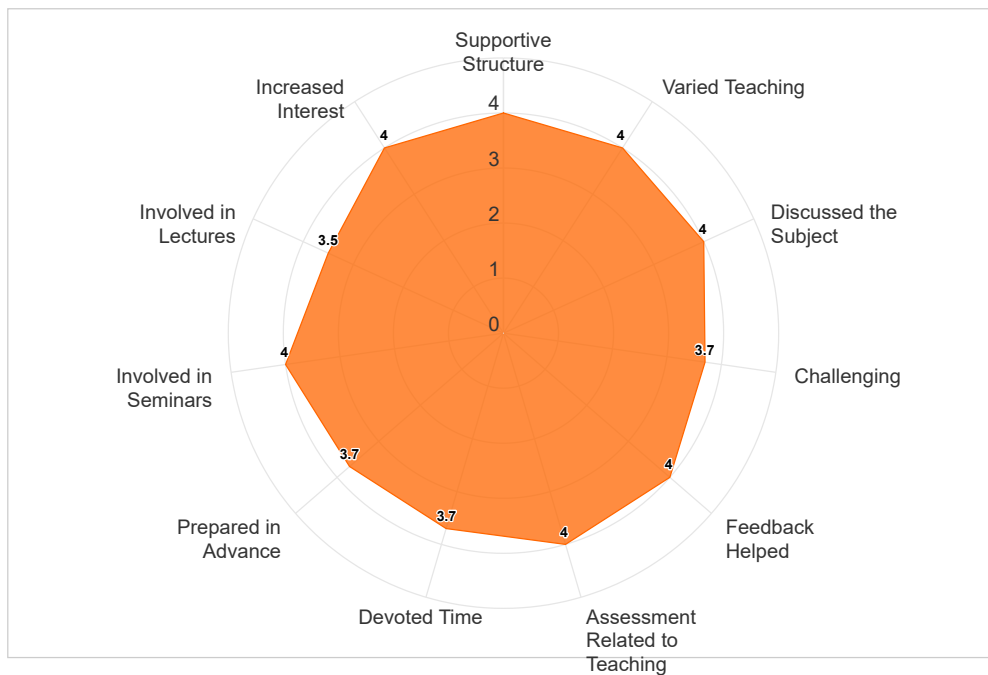 Supportive
Structure
Increased
Interest
Varied Teaching
4
4
4
3
Involved in
Lectures
Discussed the
Subject
2
4
3.5
1
0
4
3.7
Involved in
Seminars
Challenging
3.7
4
3.7
4
Prepared in
Advance
Feedback
Helped
Devoted Time
Assessment
Related to
Teaching